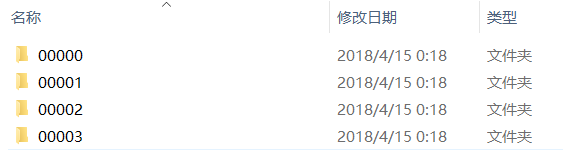 名称 修改日期 类型
00000 2018/4/15 0:18 文件夹
00001 2018/4/15 0:18 文件夹
00002 2018/4/15 0:18 文件夹
00003 2018/4/15 0:18 文件夹